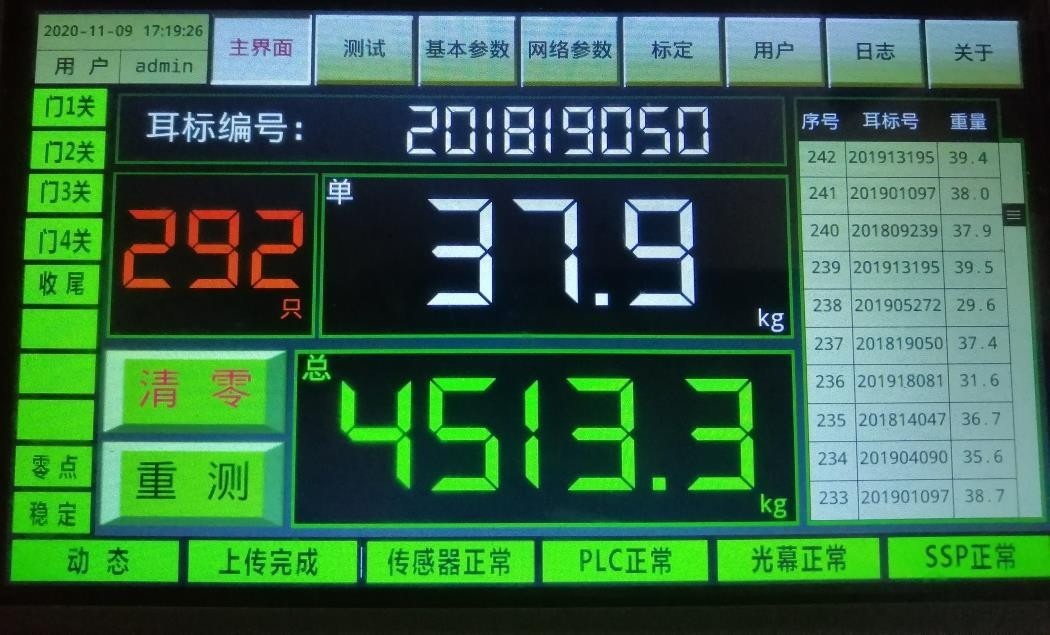 2020-11-09 17:19:26
用户 admin
主界面 测试 基本参数 网络参数 标定 用户 日志 关于
门1关
门2关
门3关
门4关
收尾
零点
稳定
耳标编号: 201819050
292
只
单
37.9
kg
清零
重测
总
4513.3
kg
序号 耳标号 重量
242 201913195 39.4
241 201901097 38.0
240 201809239 37.9
239 201913195 39.5
238 201905272 29.6
237 201819050 37.4
236 201918081 31.6
235 201814047 36.7
234 201904090 35.6
233 201901097 38.7
动态 上传完成 传感器正常 PLC正常 光幕正常 SSP正常